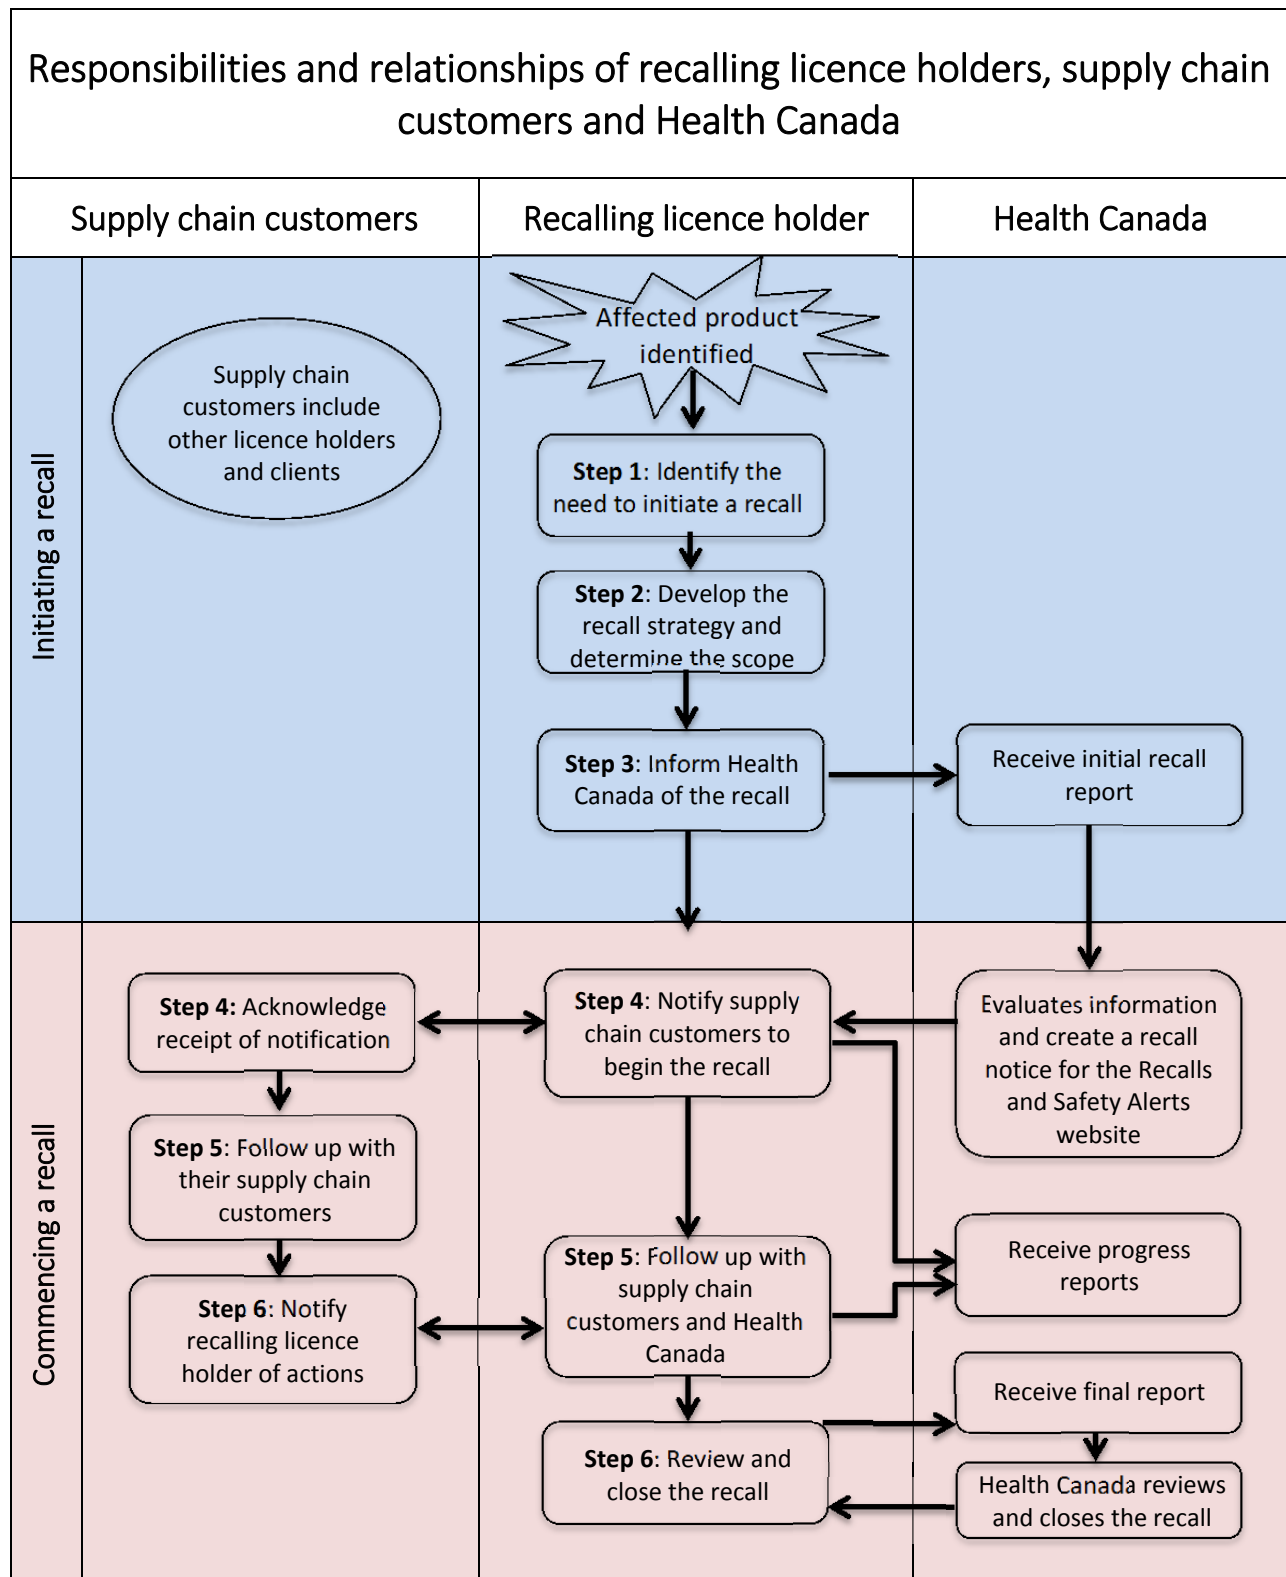 Responsibilities and relationships of recalling licence holders, supply chain
customers and Health Canada
Supply chain customers
Recalling licence holder
Health Canada
Initiating a recall
Supply chain
customers include
other licence holders
and clients
Affected product
identified
Step 1: Identify the
need to initiate a recall
Step 2: Develop the
recall strategy and
determine the scope
Step 3: Inform Health
Canada of the recall
Receive initial recall
report
Commencing a recall
Step 4: Acknowledge
receipt of notification
Step 5: Follow up with
their supply chain
customers
Step 6: Notify
recalling licence
holder of actions
Step 4: Notify supply
chain customers to
begin the recall
Step 5: Follow up with
supply chain
customers and Health
Canada
Step 6: Review and
close the recall
Evaluates information
and create a recall
notice for the Recalls
and Safety Alerts
website
Receive progress
reports
Receive final report
Health Canada reviews
and closes the recall